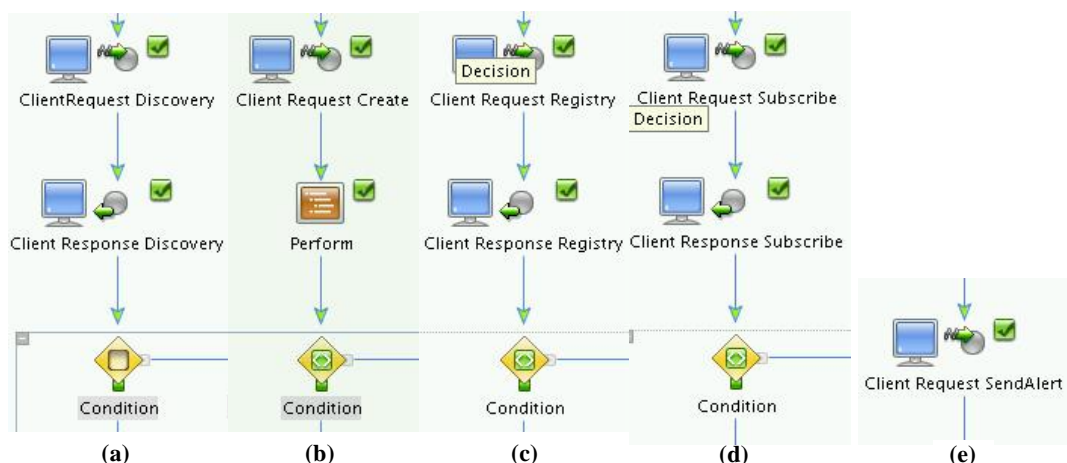 ClientRequest Discovery
Client Response Discovery
Condition
(a)
Client Request Create
Perform
Condition
(b)
Decision
Client Request Registry
Client Response Registry
Condition
(c)
Client Request Subscribe
Decision
Client Response Subscribe
Condition
(d)
Client Request SendAlert
(e)